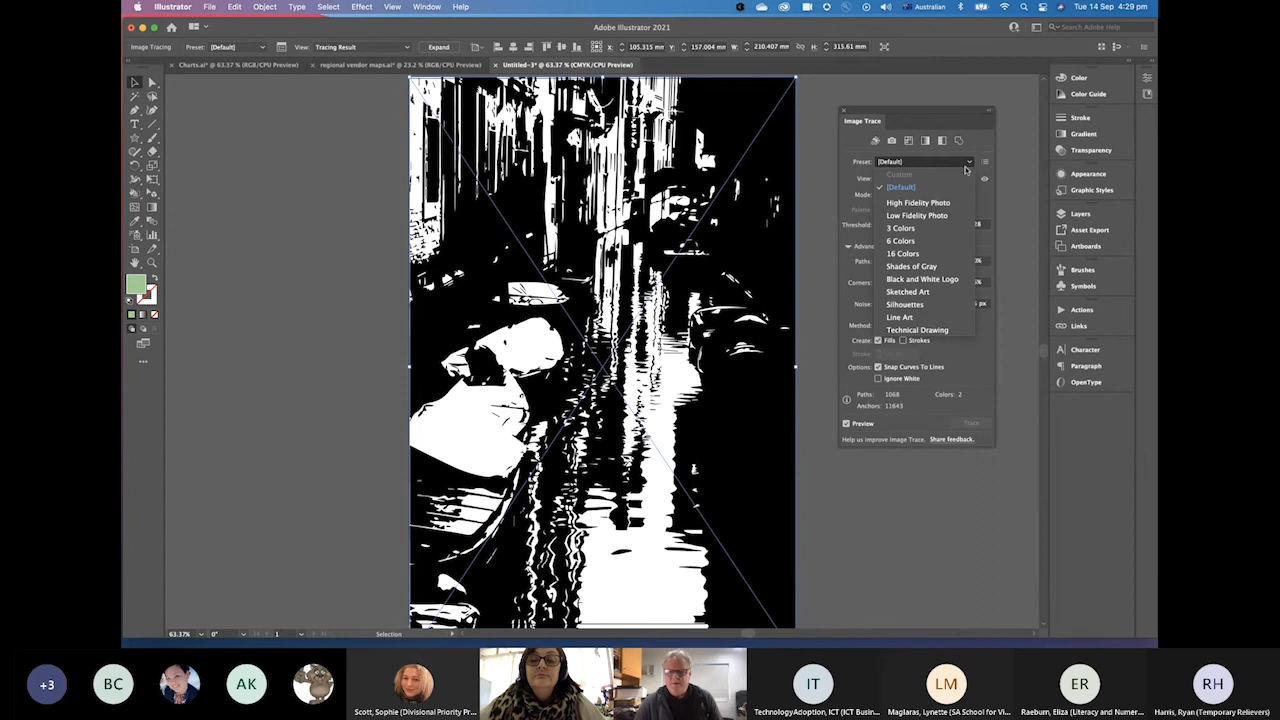 Illustrator File Edit Object Type Select Effect View Window Help
Australian Tue 14 Sep 4:29 pm
Adobe Illustrator 2021
Search Adobe Help
Image Tracing Preset: [Default] View: Tracing Result Expand X: 105.315 mm Y: 157.004 mm W: 210.407 mm H: 315.61 mm
Charts.ai* @ 63.37 % (RGB/CPU Preview) regional vendor maps.ai* @ 23.2 % (RGB/CPU Preview) Untitled-3* @ 63.37 % (CMYK/CPU Preview)
Image Trace
Preset: [Default]
View:
Custom
[Default]
Mode:
High Fidelity Photo
Palette
Low Fidelity Photo
Threshold:
3 Colors
6 Colors
16 Colors
Paths:
Shades of Gray
Corners:
Black and White Logo
Sketched Art
Noise:
Silhouettes
px
Line Art
Method:
Technical Drawing
Create: Fills Strokes
Stroke
Options: Snap Curves To Lines
Ignore White
Paths: 1068 Colors: 2
Anchors: 11643
Preview Trace
Help us improve Image Trace. Share feedback.
Color
Color Guide
Stroke
Gradient
Transparency
Appearance
Graphic Styles
Layers
Asset Export
Artboards
Brushes
Symbols
Actions
Links
Character
Paragraph
OpenType
63.37% 0° 1 Selection
+3 BC AK IT LM ER RH
Scott, Sophie (Divisional Priority Pr...
TechnologyAdoption, ICT (ICT Busin...
Maglaras, Lynette (SA School for Vi...
Raeburn, Eliza (Literacy and Numer...
Harris, Ryan (Temporary Relievers)